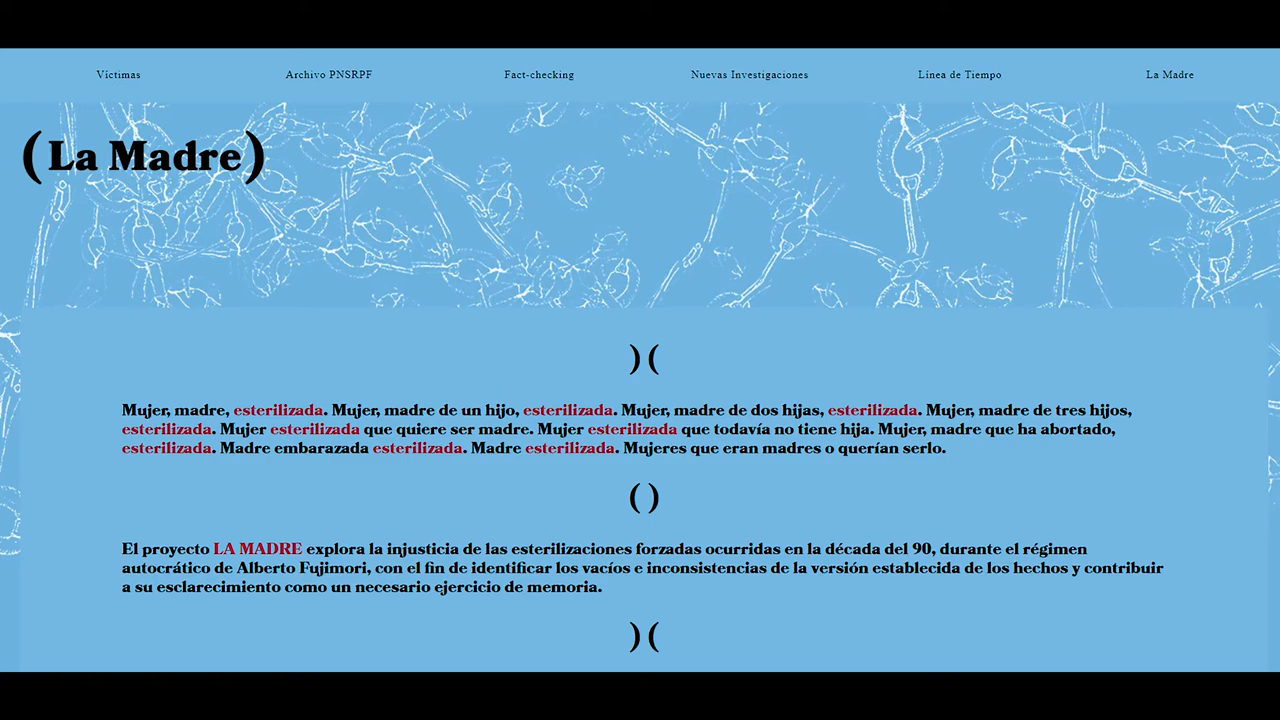 Víctimas Archivo PNSRPF Fact-checking Nuevas Investigaciones Línea de Tiempo La Madre
(La Madre)
)(
Mujer, madre, esterilizada. Mujer, madre de un hijo, esterilizada. Mujer, madre de dos hijas, esterilizada. Mujer, madre de tres hijos,
esterilizada. Mujer esterilizada que quiere ser madre. Mujer esterilizada que todavía no tiene hija. Mujer, madre que ha abortado,
esterilizada. Madre embarazada esterilizada. Madre esterilizada. Mujeres que eran madres o querían serlo.
()
El proyecto LA MADRE explora la injusticia de las esterilizaciones forzadas ocurridas en la década del 90, durante el régimen
autocrático de Alberto Fujimori, con el fin de identificar los vacíos e inconsistencias de la versión establecida de los hechos y contribuir
a su esclarecimiento como un necesario ejercicio de memoria.
)(